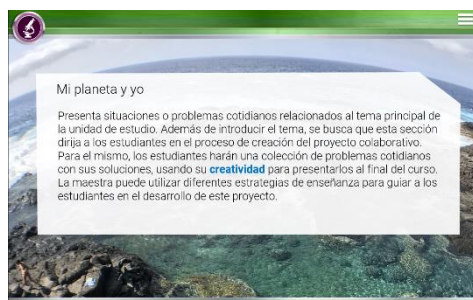 Mi planeta y yo
Presenta situaciones o problemas cotidianos relacionados al tema principal de
la unidad de estudio. Además de introducir el tema, se busca que esta sección
dirija a los estudiantes en el proceso de creación del proyecto colaborativo.
Para el mismo, los estudiantes harán una colección de problemas cotidianos
con sus soluciones, usando su creatividad para presentarlos al final del curso.
La maestra puede utilizar diferentes estrategias de enseñanza para guiar a los
estudiantes en el desarrollo de este proyecto.